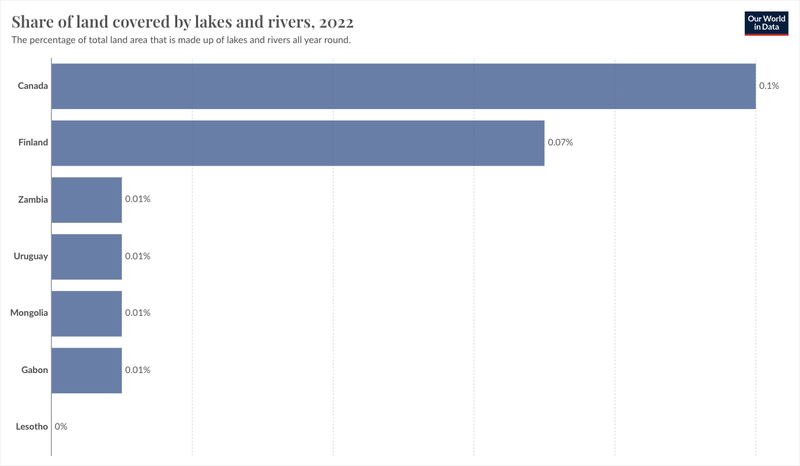 Share of land covered by lakes and rivers, 2022
The percentage of total land area that is made up of lakes and rivers all year round.
Our World
in Data
Canada 0.1%
Finland 0.07%
Zambia 0.01%
Uruguay 0.01%
Mongolia 0.01%
Gabon 0.01%
Lesotho 0%